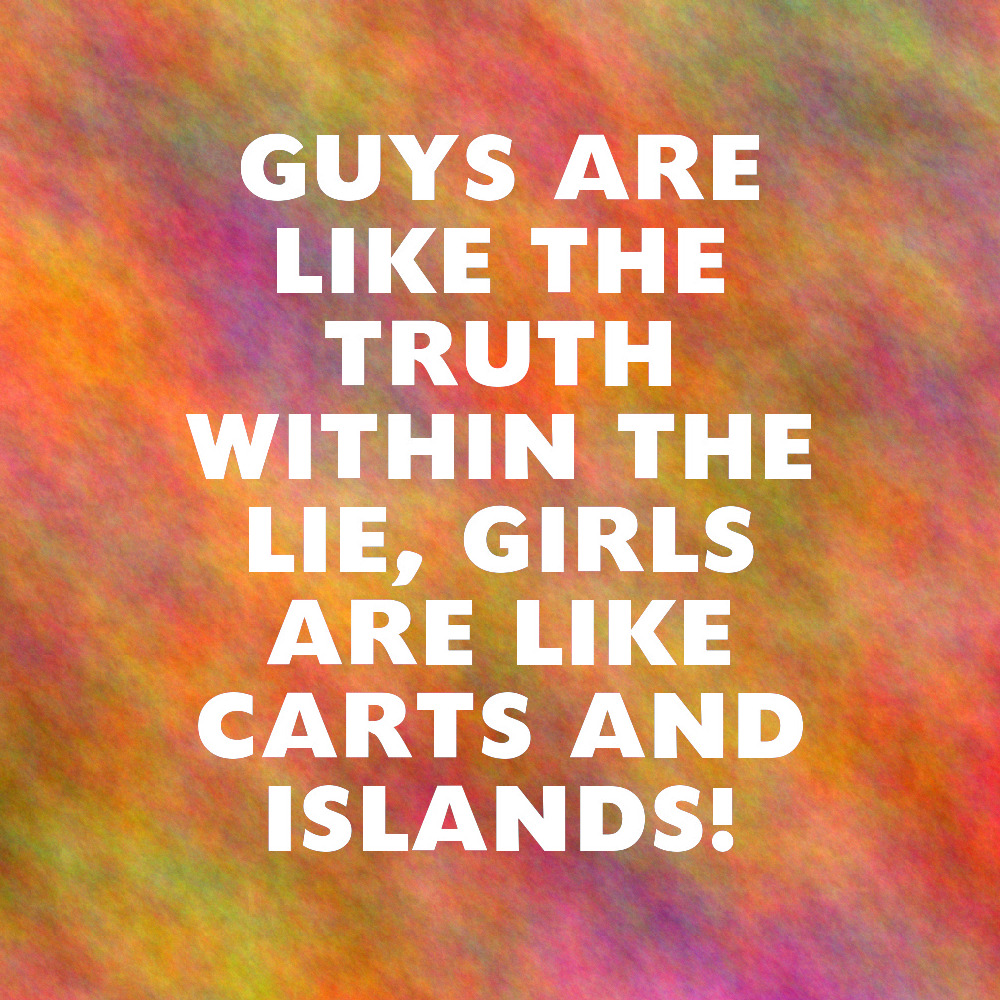 GUYS ARE
LIKE THE
TRUTH
WITHIN THE
LIE, GIRLS
ARE LIKE
CARTS AND
ISLANDS!